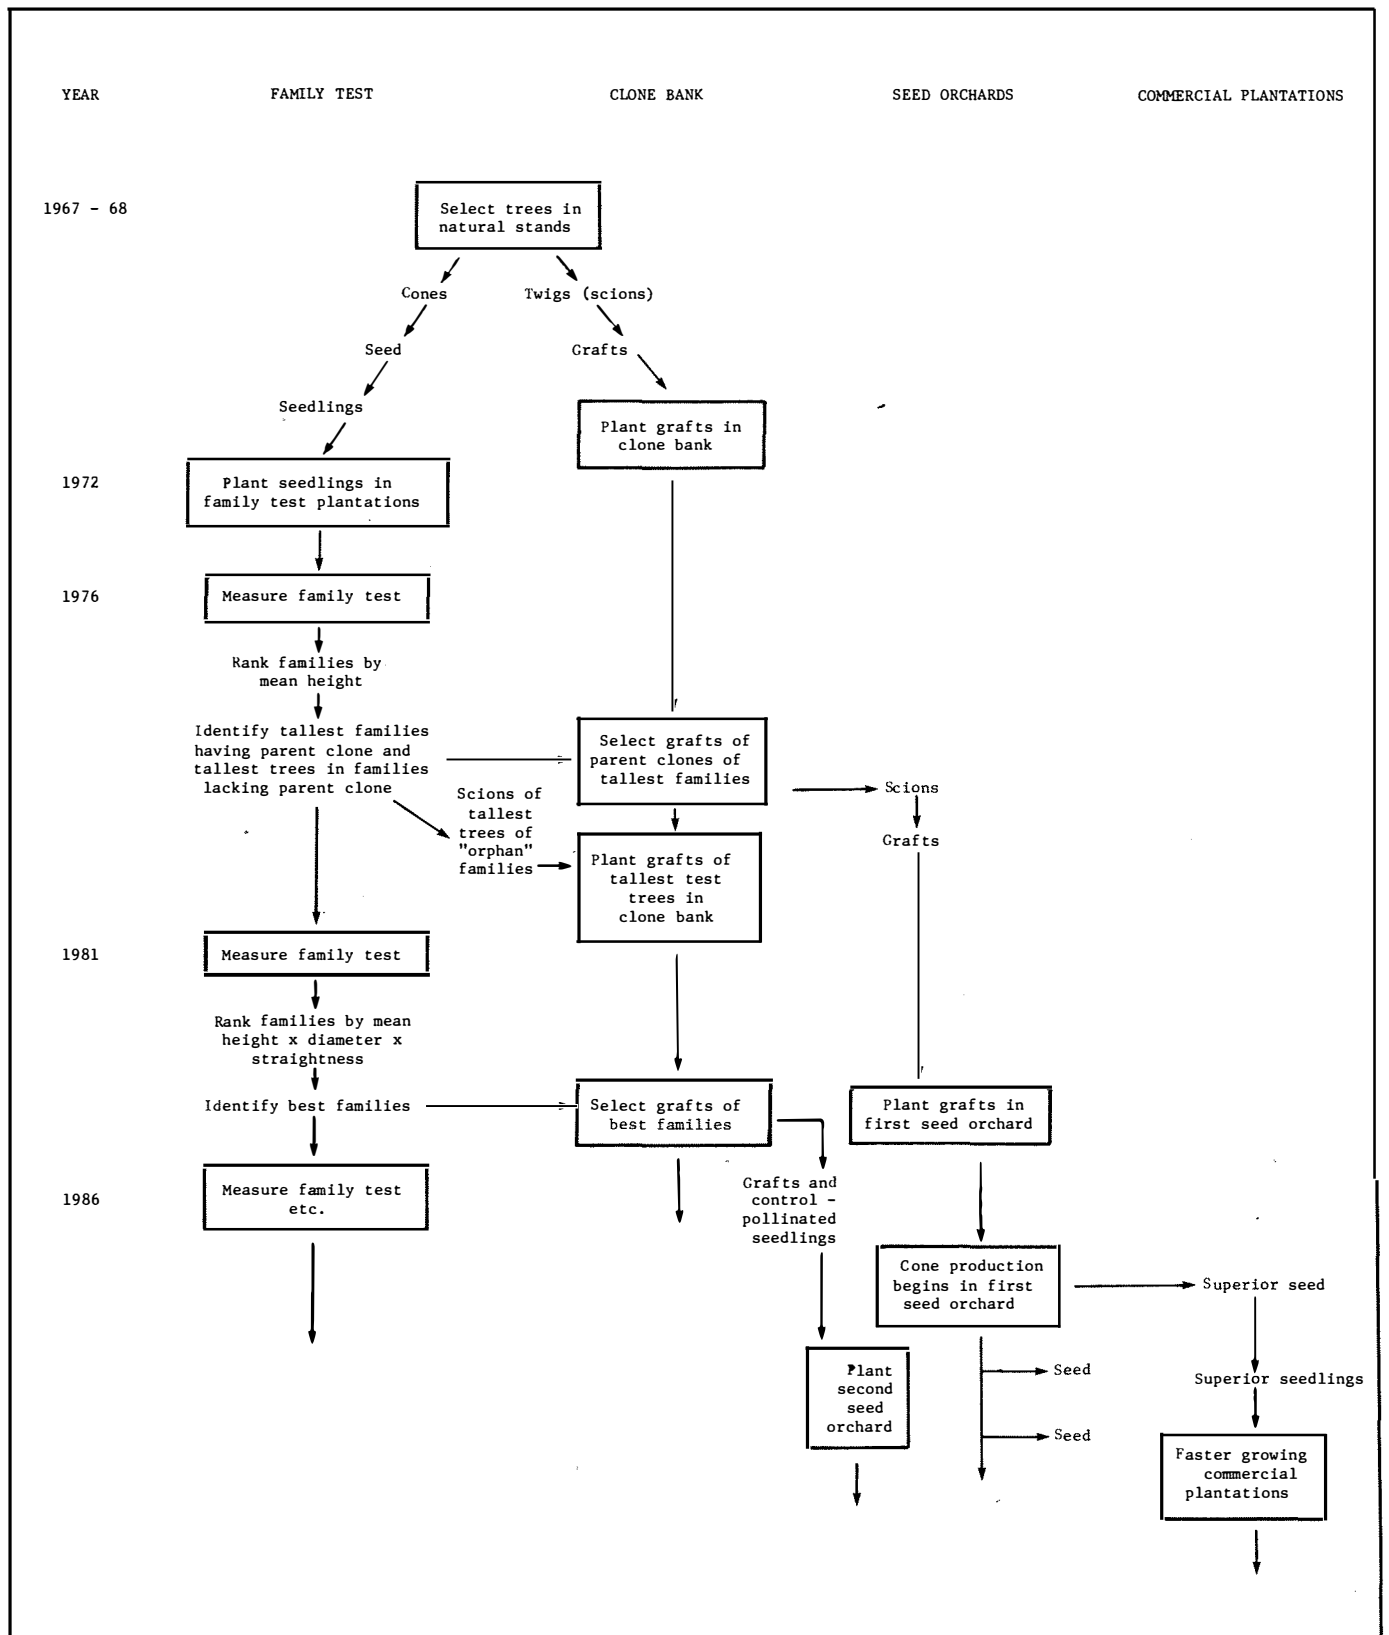 YEAR
FAMILY TEST
CLONE BANK
SEED ORCHARDS
COMMERCIAL PLANTATIONS
1967 - 68
Select trees in
natural stands
Cones
Twigs (scions)
Seed
Grafts
Seedlings
Plant grafts in
clone bank
1972
Plant seedlings in
family test plantations
1976
Measure family test
Rank families by
mean height
Identify tallest families
having parent clone and
tallest trees in families
lacking parent clone
Select grafts of
parent clones of
tallest families
Scions of
tallest
trees of
"orphan"
families
Scions
Grafts
Plant grafts of
tallest test
trees in
clone bank
1981
Measure family test
Rank families by mean
height x diameter x
straightness
Identify best families
Select grafts of
best families
Plant grafts in
first seed orchard
1986
Measure family test
etc.
Grafts and
control -
pollinated
seedlings
Cone production
begins in first
seed orchard
Superior seed
Plant
second
seed
orchard
Seed
Seed
Superior seedlings
Faster growing
commercial
plantations